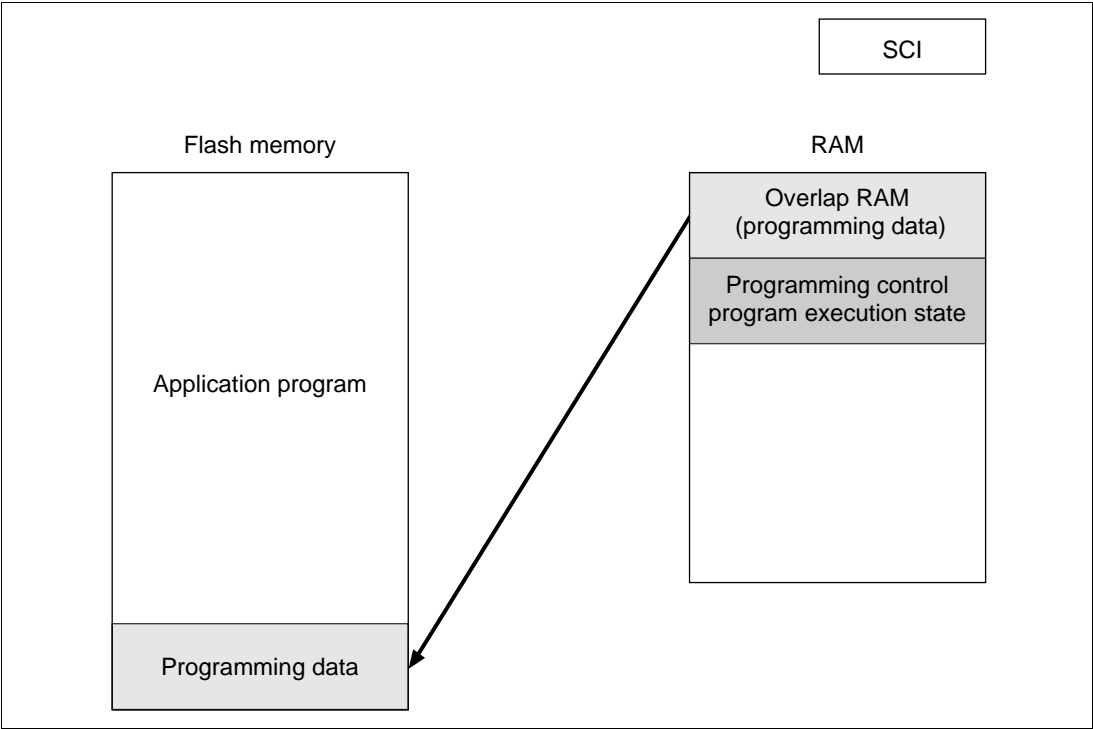 SCI
Flash memory
RAM
Overlap RAM
(programming data)
Programming control
program execution state
Application program
Programming data